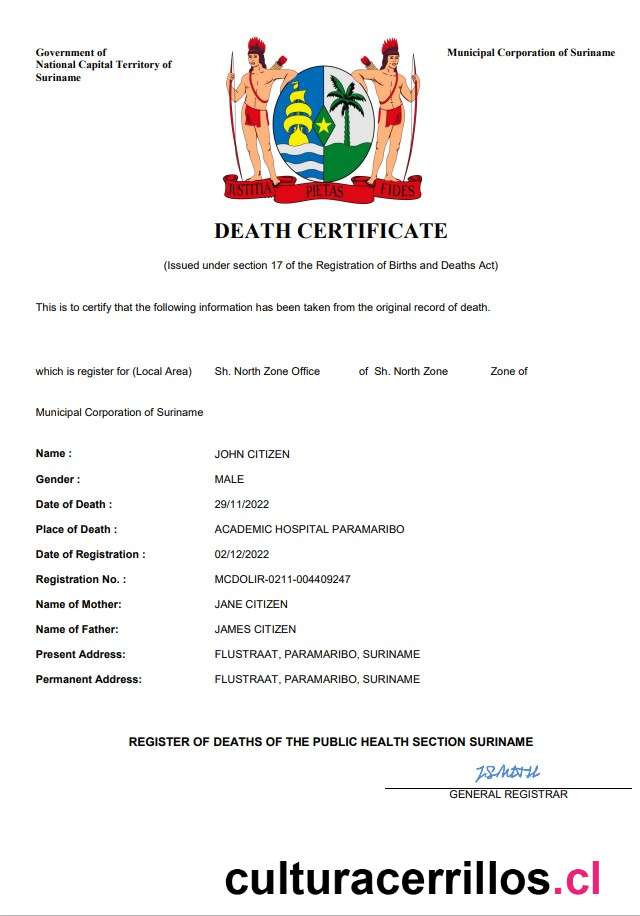 Government of
National Capital Territory of
Suriname
Municipal Corporation of Suriname
JUSTITIA PIETAS FIDES
DEATH CERTIFICATE
(Issued under section 17 of the Registration of Births and Deaths Act)
This is to certify that the following information has been taken from the original record of death.
which is register for (Local Area) Sh. North Zone Office of Sh. North Zone Zone of
Municipal Corporation of Suriname
Name : JOHN CITIZEN
Gender : MALE
Date of Death : 29/11/2022
Place of Death : ACADEMIC HOSPITAL PARAMARIBO
Date of Registration : 02/12/2022
Registration No. : MCDOLIR-0211-004409247
Name of Mother: JANE CITIZEN
Name of Father: JAMES CITIZEN
Present Address: FLUSTRAAT, PARAMARIBO, SURINAME
Permanent Address: FLUSTRAAT, PARAMARIBO, SURINAME
REGISTER OF DEATHS OF THE PUBLIC HEALTH SECTION SURINAME
GENERAL REGISTRAR
culturacerrillos.cl